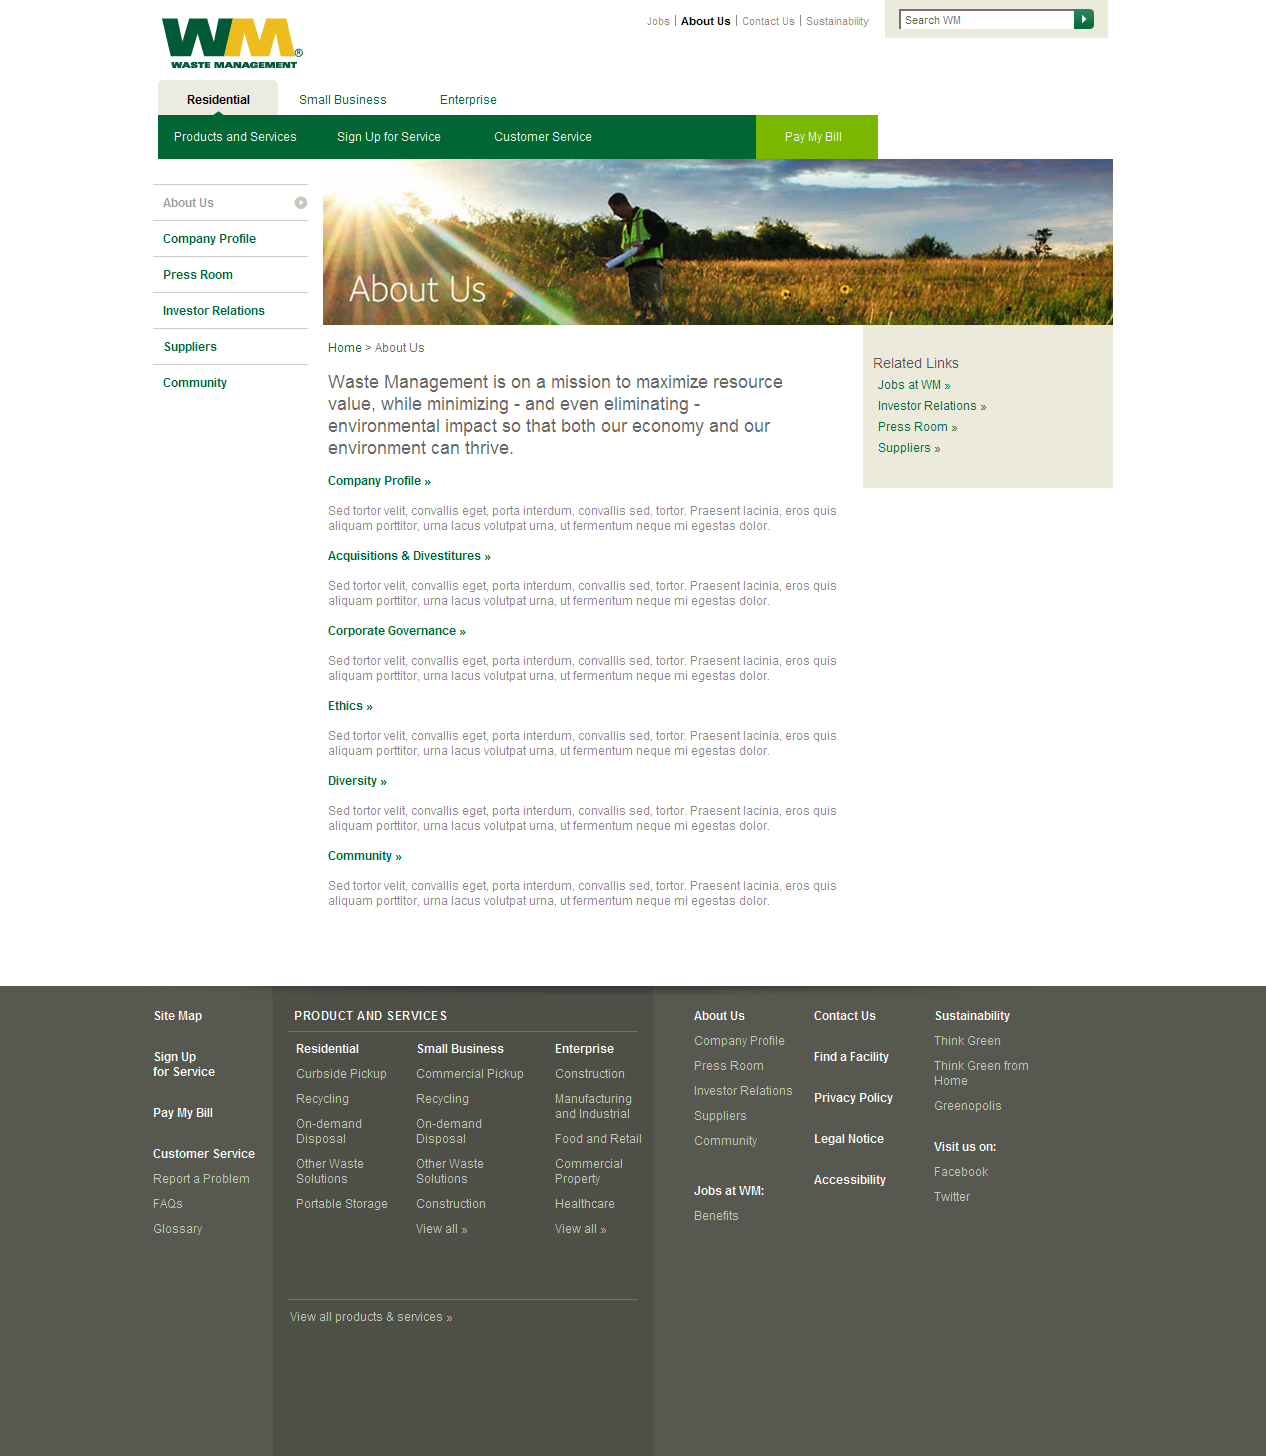 WM®
WASTE MANAGEMENT
Jobs | About Us | Contact Us | Sustainability
Search WM
Residential
Small Business
Enterprise
Products and Services
Sign Up for Service
Customer Service
Pay My Bill
About Us
Company Profile
Press Room
Investor Relations
Suppliers
Community
About Us
Home > About Us
Waste Management is on a mission to maximize resource
value, while minimizing - and even eliminating -
environmental impact so that both our economy and our
environment can thrive.
Company Profile »
Sed tortor velit, convallis eget, porta interdum, convallis sed, tortor. Praesent lacinia, eros quis
aliquam porttitor, urna lacus volutpat urna, ut fermentum neque mi egestas dolor.
Acquisitions & Divestitures »
Sed tortor velit, convallis eget, porta interdum, convallis sed, tortor. Praesent lacinia, eros quis
aliquam porttitor, urna lacus volutpat urna, ut fermentum neque mi egestas dolor.
Corporate Governance »
Sed tortor velit, convallis eget, porta interdum, convallis sed, tortor. Praesent lacinia, eros quis
aliquam porttitor, urna lacus volutpat urna, ut fermentum neque mi egestas dolor.
Ethics »
Sed tortor velit, convallis eget, porta interdum, convallis sed, tortor. Praesent lacinia, eros quis
aliquam porttitor, urna lacus volutpat urna, ut fermentum neque mi egestas dolor.
Diversity »
Sed tortor velit, convallis eget, porta interdum, convallis sed, tortor. Praesent lacinia, eros quis
aliquam porttitor, urna lacus volutpat urna, ut fermentum neque mi egestas dolor.
Community »
Sed tortor velit, convallis eget, porta interdum, convallis sed, tortor. Praesent lacinia, eros quis
aliquam porttitor, urna lacus volutpat urna, ut fermentum neque mi egestas dolor.
Related Links
Jobs at WM »
Investor Relations »
Press Room »
Suppliers »
Site Map
Sign Up
for Service
Pay My Bill
Customer Service
Report a Problem
FAQs
Glossary
PRODUCT AND SERVICES
Residential
Curbside Pickup
Recycling
On-demand
Disposal
Other Waste
Solutions
Portable Storage
Small Business
Commercial Pickup
Recycling
On-demand
Disposal
Other Waste
Solutions
Construction
View all »
Enterprise
Construction
Manufacturing
and Industrial
Food and Retail
Commercial
Property
Healthcare
View all »
View all products & services »
About Us
Company Profile
Press Room
Investor Relations
Suppliers
Community
Jobs at WM:
Benefits
Contact Us
Find a Facility
Privacy Policy
Legal Notice
Accessibility
Sustainability
Think Green
Think Green from
Home
Greenopolis
Visit us on:
Facebook
Twitter